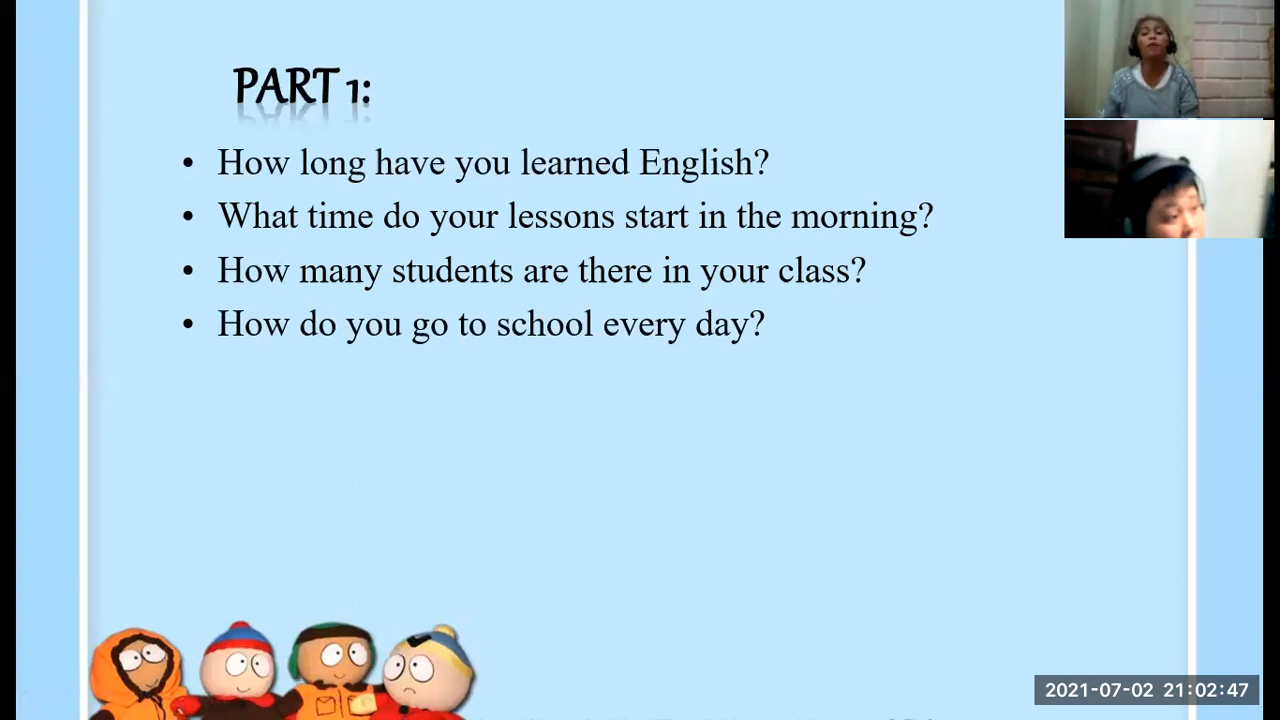 PART 1:
• How long have you learned English?
• What time do your lessons start in the morning?
• How many students are there in your class?
• How do you go to school every day?
2021-07-02 21:02:47